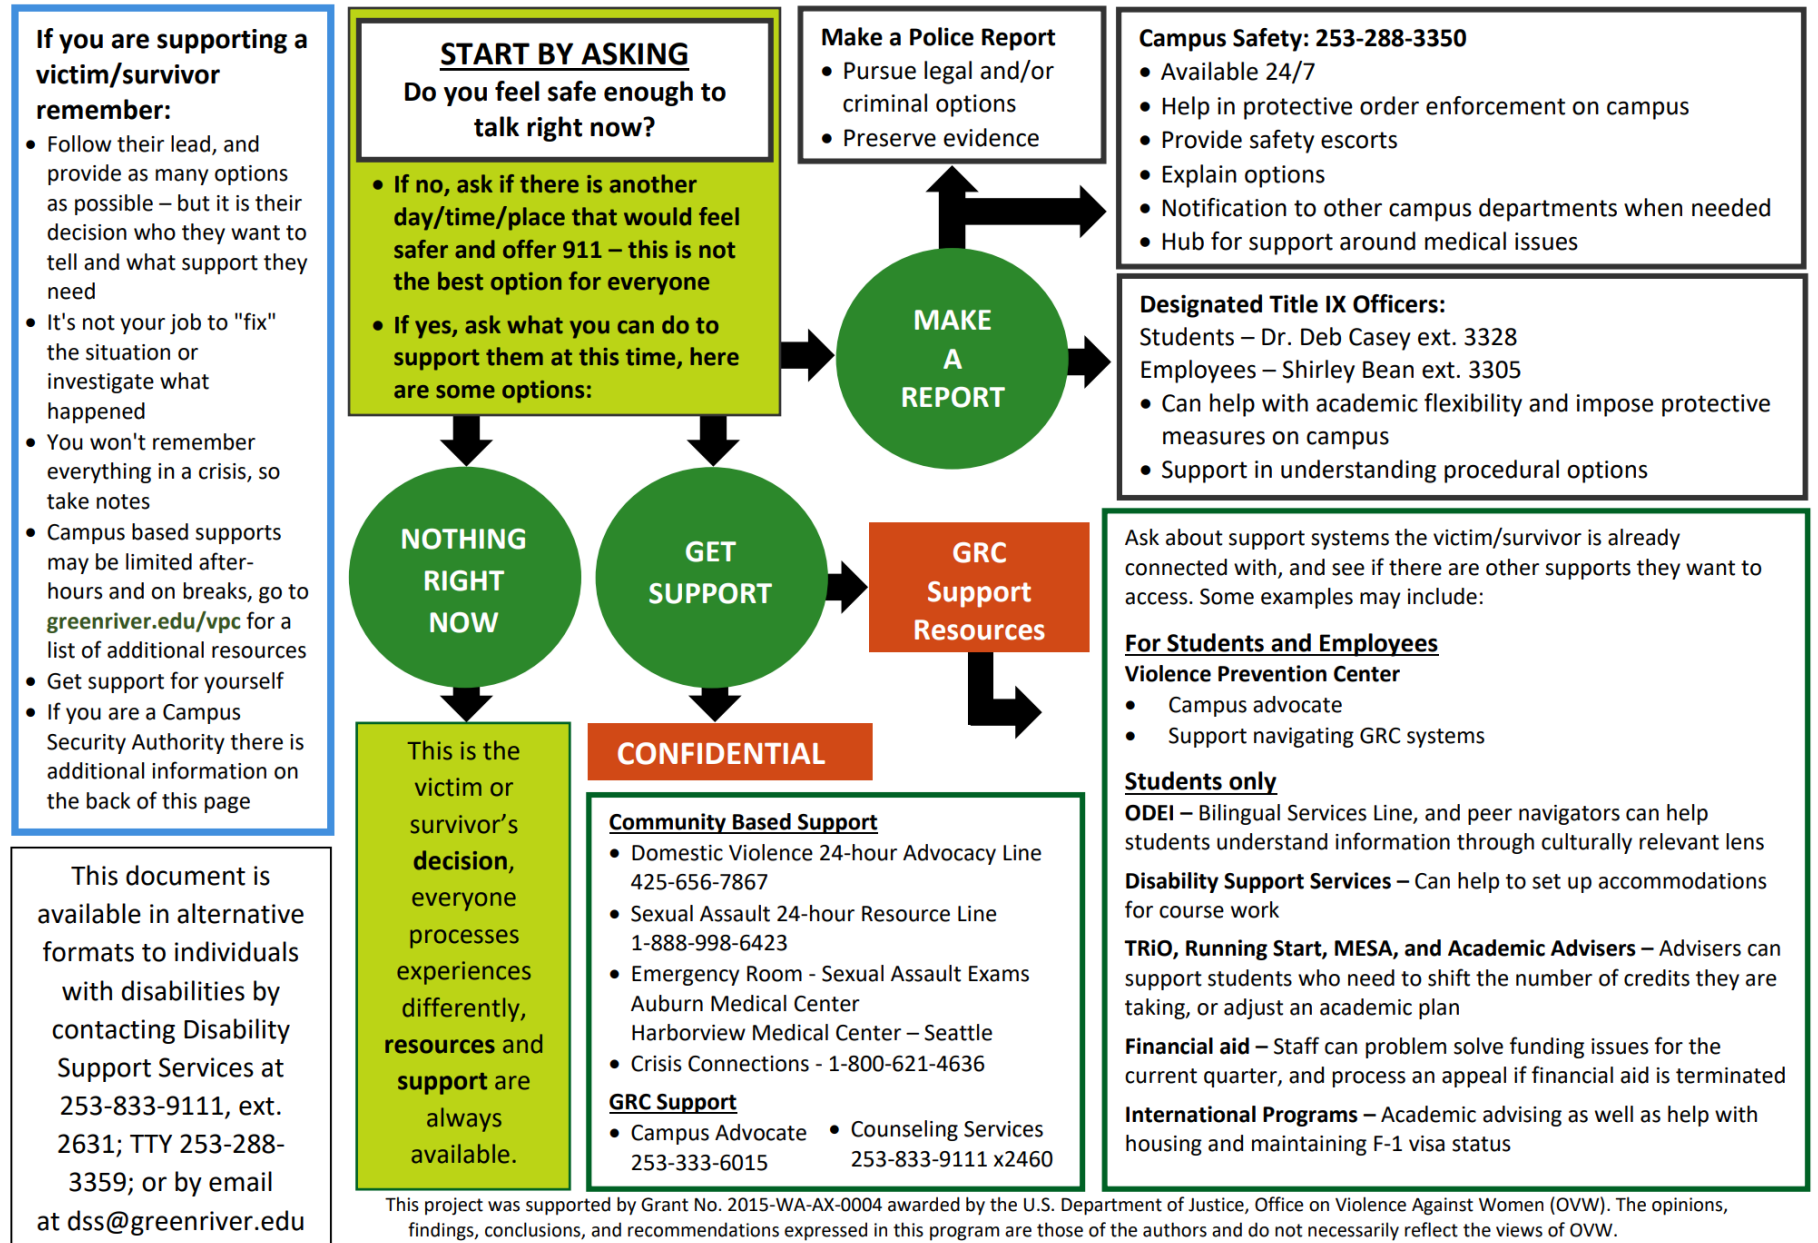 If you are supporting a
victim/survivor
remember:
• Follow their lead, and
provide as many options
as possible – but it is their
decision who they want to
tell and what support they
need
• It's not your job to "fix"
the situation or
investigate what
happened
• You won't remember
everything in a crisis, so
take notes
• Campus based supports
may be limited after-
hours and on breaks, go to
greenriver.edu/vpc for a
list of additional resources
• Get support for yourself
• If you are a Campus
Security Authority there is
additional information on
the back of this page
This document is
available in alternative
formats to individuals
with disabilities by
contacting Disability
Support Services at
253-833-9111, ext.
2631; TTY 253-288-
3359; or by email
at dss@greenriver.edu
START BY ASKING
Do you feel safe enough to
talk right now?
• If no, ask if there is another
day/time/place that would feel
safer and offer 911 – this is not
the best option for everyone
• If yes, ask what you can do to
support them at this time, here
are some options:
NOTHING
RIGHT
NOW
This is the
victim or
survivor’s
decision,
everyone
processes
experiences
differently,
resources and
support are
always
available.
GET
SUPPORT
CONFIDENTIAL
Community Based Support
• Domestic Violence 24-hour Advocacy Line
425-656-7867
• Sexual Assault 24-hour Resource Line
1-888-998-6423
• Emergency Room - Sexual Assault Exams
Auburn Medical Center
Harborview Medical Center – Seattle
• Crisis Connections - 1-800-621-4636
GRC Support
• Campus Advocate
253-333-6015
• Counseling Services
253-833-9111 x2460
MAKE
A
REPORT
Make a Police Report
• Pursue legal and/or
criminal options
• Preserve evidence
Campus Safety: 253-288-3350
• Available 24/7
• Help in protective order enforcement on campus
• Provide safety escorts
• Explain options
• Notification to other campus departments when needed
• Hub for support around medical issues
Designated Title IX Officers:
Students – Dr. Deb Casey ext. 3328
Employees – Shirley Bean ext. 3305
• Can help with academic flexibility and impose protective
measures on campus
• Support in understanding procedural options
GRC
Support
Resources
Ask about support systems the victim/survivor is already
connected with, and see if there are other supports they want to
access. Some examples may include:
For Students and Employees
Violence Prevention Center
• Campus advocate
• Support navigating GRC systems
Students only
ODEI – Bilingual Services Line, and peer navigators can help
students understand information through culturally relevant lens
Disability Support Services – Can help to set up accommodations
for course work
TRiO, Running Start, MESA, and Academic Advisers – Advisers can
support students who need to shift the number of credits they are
taking, or adjust an academic plan
Financial aid – Staff can problem solve funding issues for the
current quarter, and process an appeal if financial aid is terminated
International Programs – Academic advising as well as help with
housing and maintaining F-1 visa status
This project was supported by Grant No. 2015-WA-AX-0004 awarded by the U.S. Department of Justice, Office on Violence Against Women (OVW). The opinions,
findings, conclusions, and recommendations expressed in this program are those of the authors and do not necessarily reflect the views of OVW.